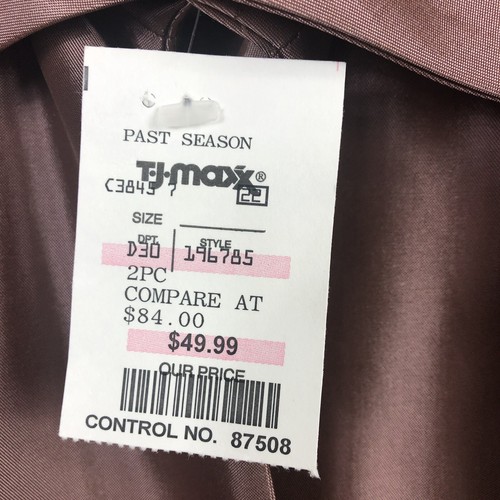 PAST SEASON
T·J·maxx®
C3843 7 22
SIZE
DPT STYLE
D30 196785
2PC
COMPARE AT
$84.00
$49.99
OUR PRICE
CONTROL NO. 87508